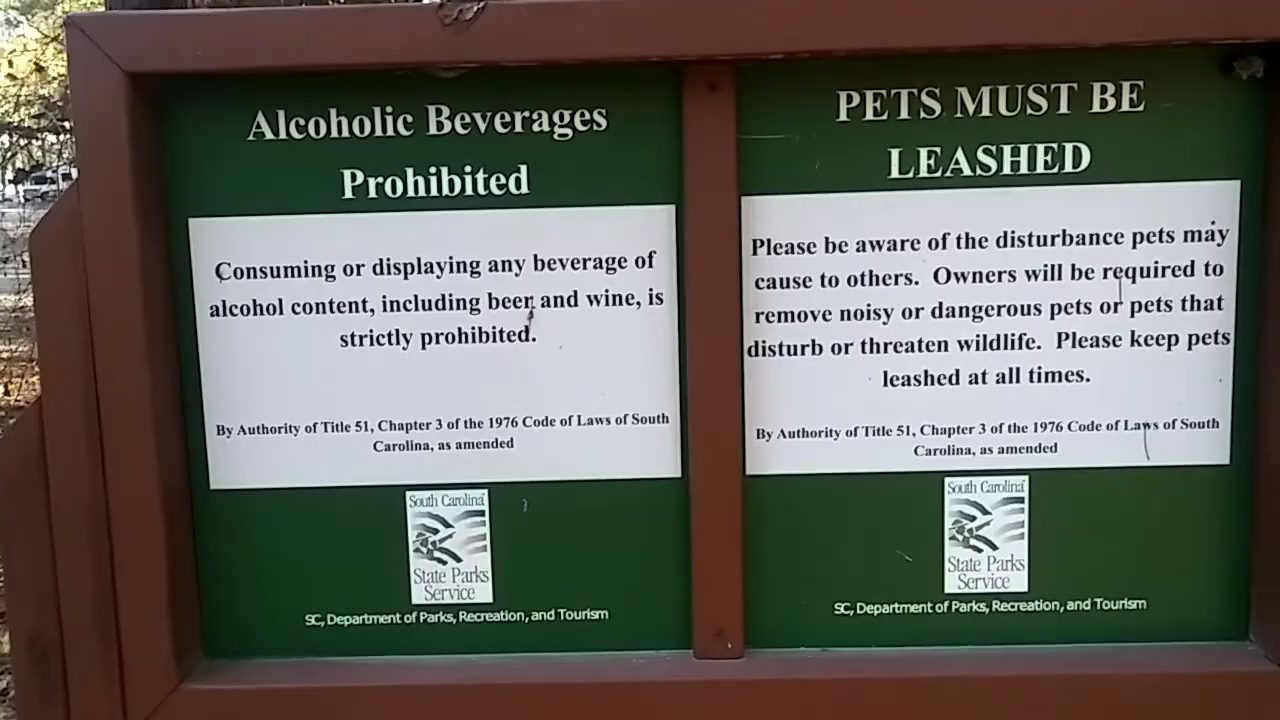 Alcoholic Beverages
Prohibited
Consuming or displaying any beverage of
alcohol content, including beer and wine, is
strictly prohibited.
By Authority of Title 51, Chapter 3 of the 1976 Code of Laws of South
Carolina, as amended
South Carolina
State Parks
Service
SC, Department of Parks, Recreation, and Tourism
PETS MUST BE
LEASHED
Please be aware of the disturbance pets may
cause to others. Owners will be required to
remove noisy or dangerous pets or pets that
disturb or threaten wildlife. Please keep pets
leashed at all times.
By Authority of Title 51, Chapter 3 of the 1976 Code of Laws of South
Carolina, as amended
South Carolina
State Parks
Service
SC, Department of Parks, Recreation, and Tourism